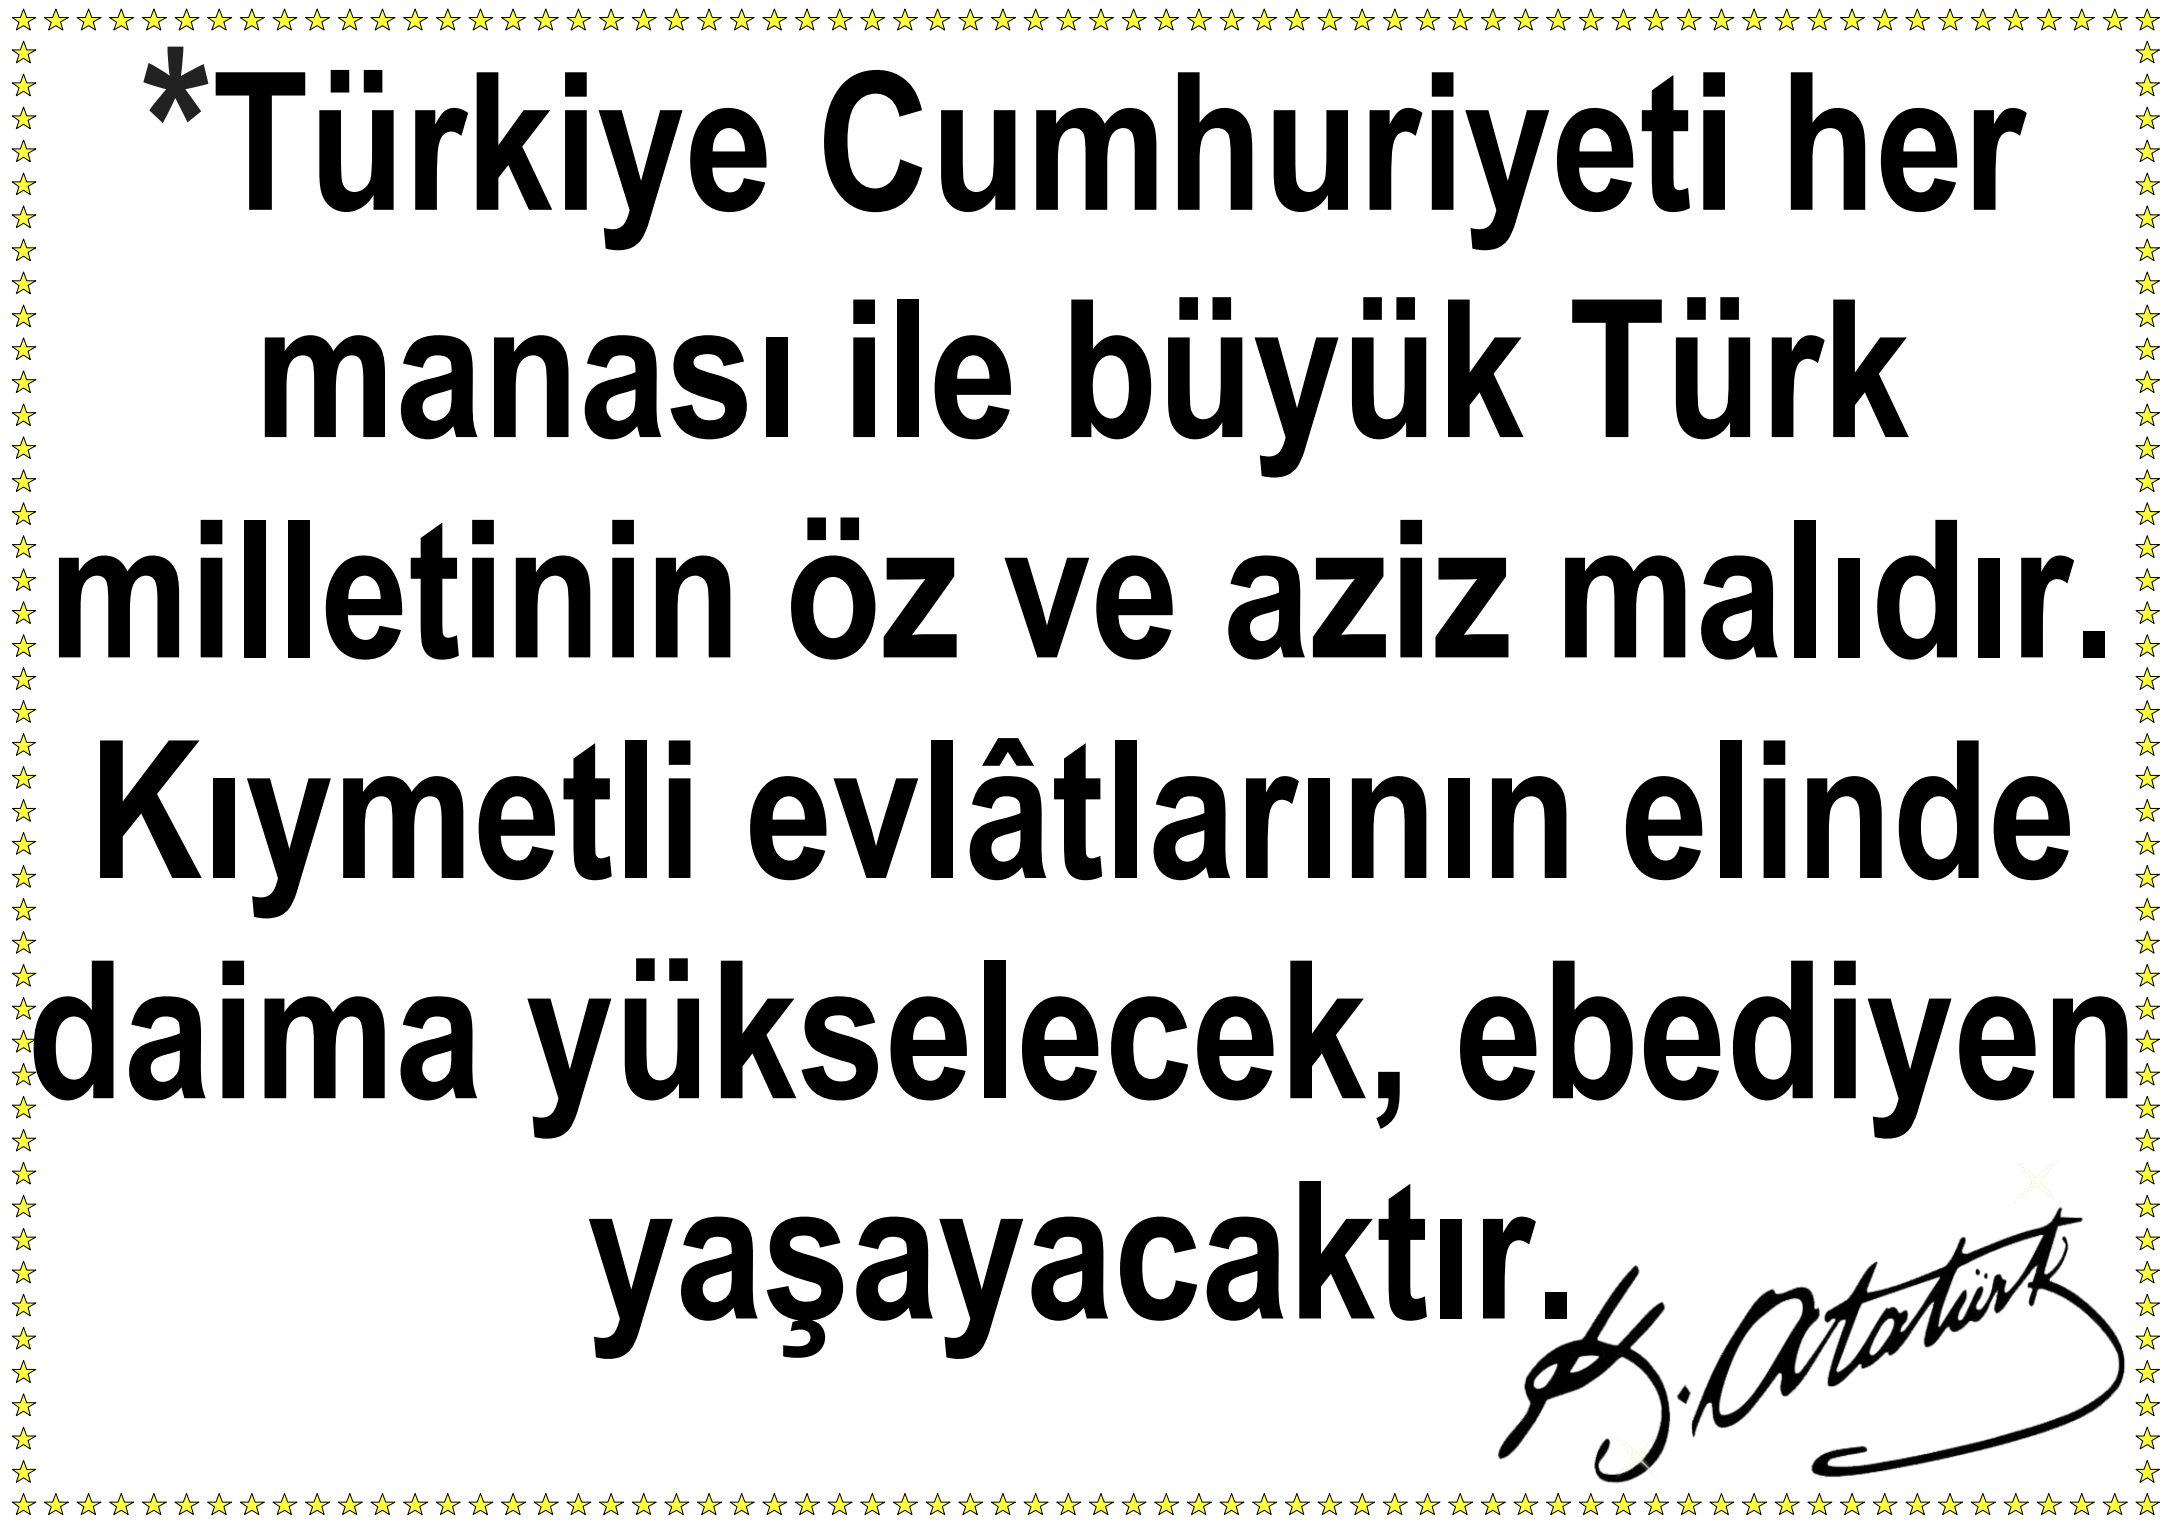 *Türkiye Cumhuriyeti her
manası ile büyük Türk
milletinin öz ve aziz malıdır.
Kıymetli evlâtlarının elinde
daima yükselecek, ebediyen
yaşayacaktır.
K. Atatürk